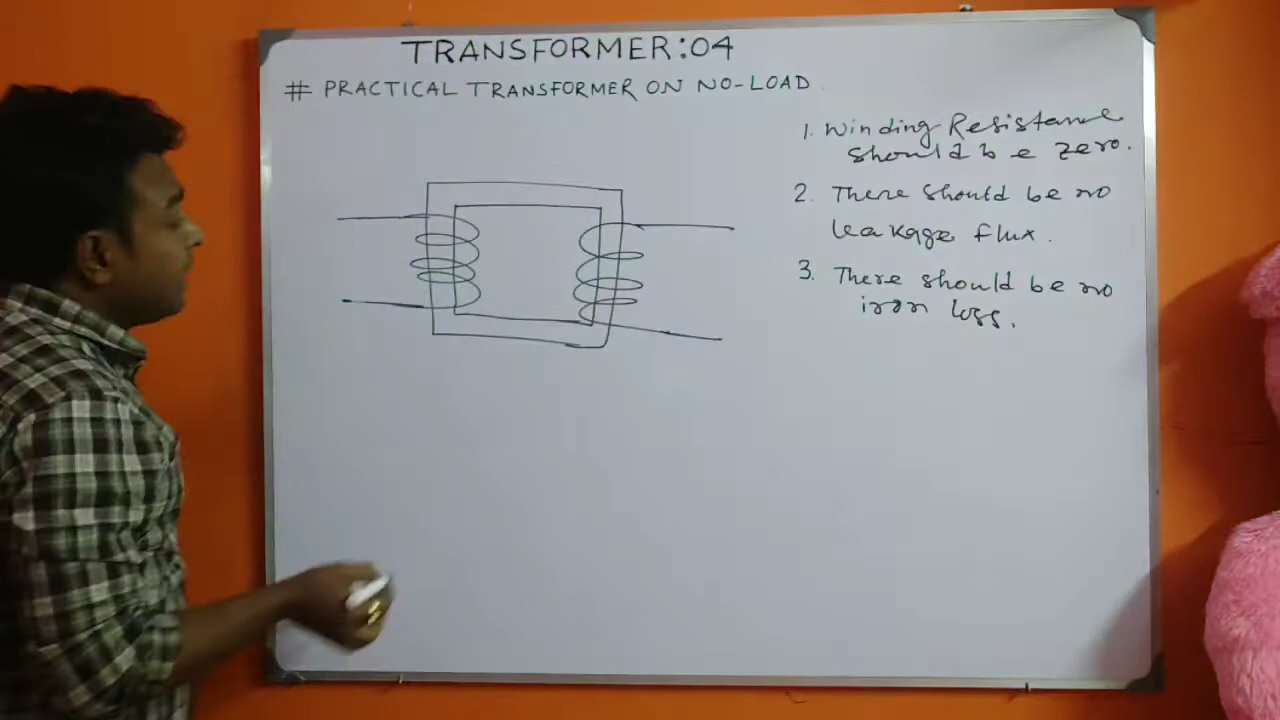 TRANSFORMER:04
# PRACTICAL TRANSFORMER ON NO-LOAD
1. Winding Resistance
should be zero.
2. There should be no
leakage flux.
3. There should be no
iron loss.